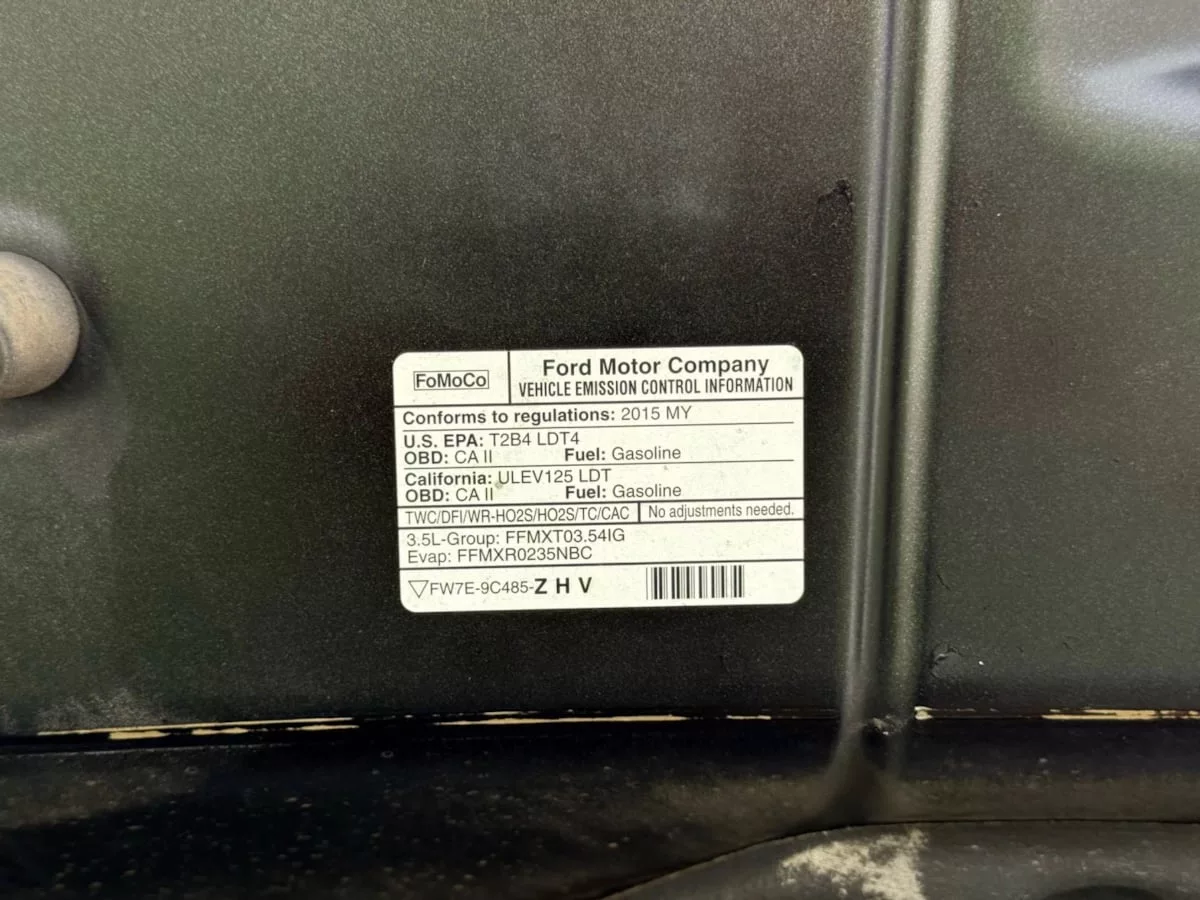 FoMoCo
Ford Motor Company
VEHICLE EMISSION CONTROL INFORMATION
Conforms to regulations: 2015 MY
U.S. EPA: T2B4 LDT4
OBD: CA II Fuel: Gasoline
California: ULEV125 LDT
OBD: CA II Fuel: Gasoline
TWC/DFI/WR-HO2S/HO2S/TC/CAC No adjustments needed.
3.5L-Group: FFMXT03.54IG
Evap: FFMXR0235NBC
▽FW7E-9C485-Z H V